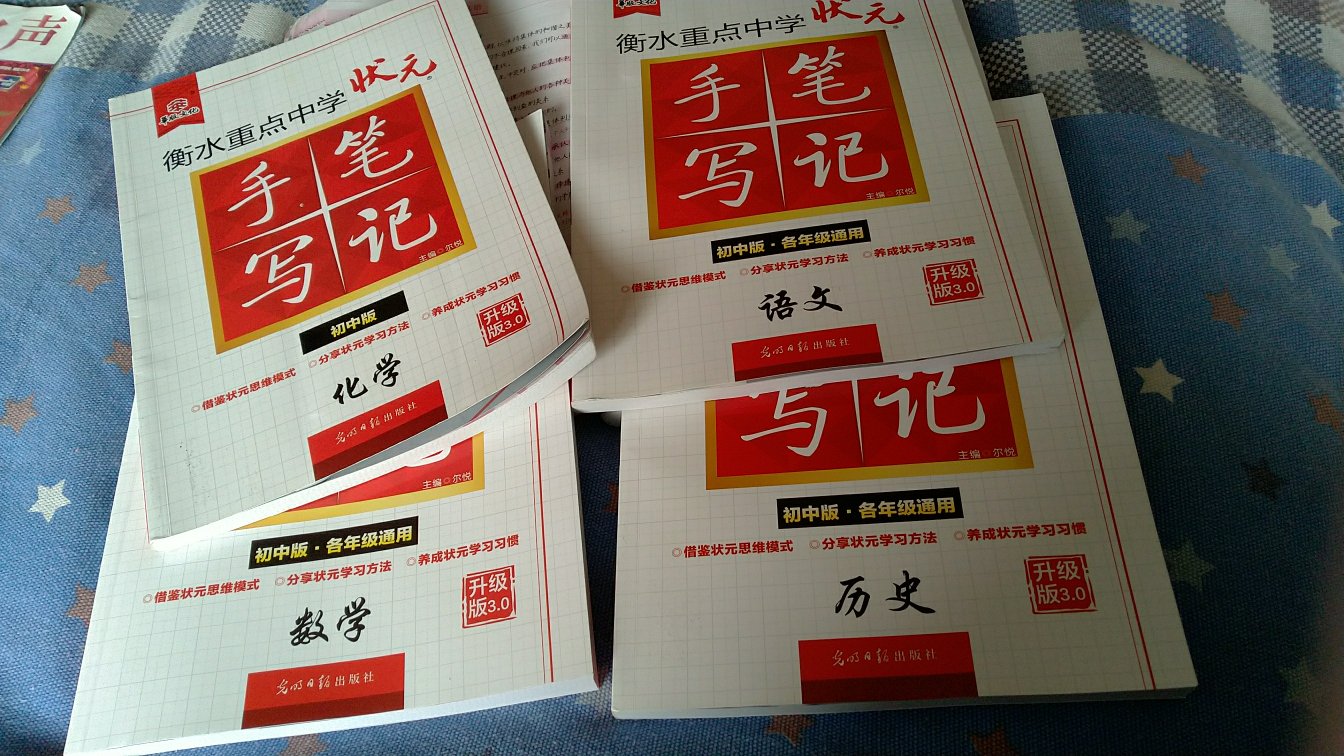 声
華版文化
衡水重点中学状元
手笔
写记
主编◎尔悦
初中版
◎借鉴状元思维模式 ◎分享状元学习方法 ◎养成状元学习习惯
升级
版3.0
化学
光明日报出版社
衡水重点中学状元
手笔
写记
主编◎尔悦
初中版·各年级通用
◎借鉴状元思维模式 ◎分享状元学习方法 ◎养成状元学习习惯
升级
版3.0
语文
光明日报出版社
主编◎尔悦
初中版·各年级通用
◎借鉴状元思维模式 ◎分享状元学习方法 ◎养成状元学习习惯
升级
版3.0
数学
光明日报出版社
写记
主编◎尔悦
初中版·各年级通用
◎借鉴状元思维模式 ◎分享状元学习方法 ◎养成状元学习习惯
升级
版3.0
历史
光明日报出版社